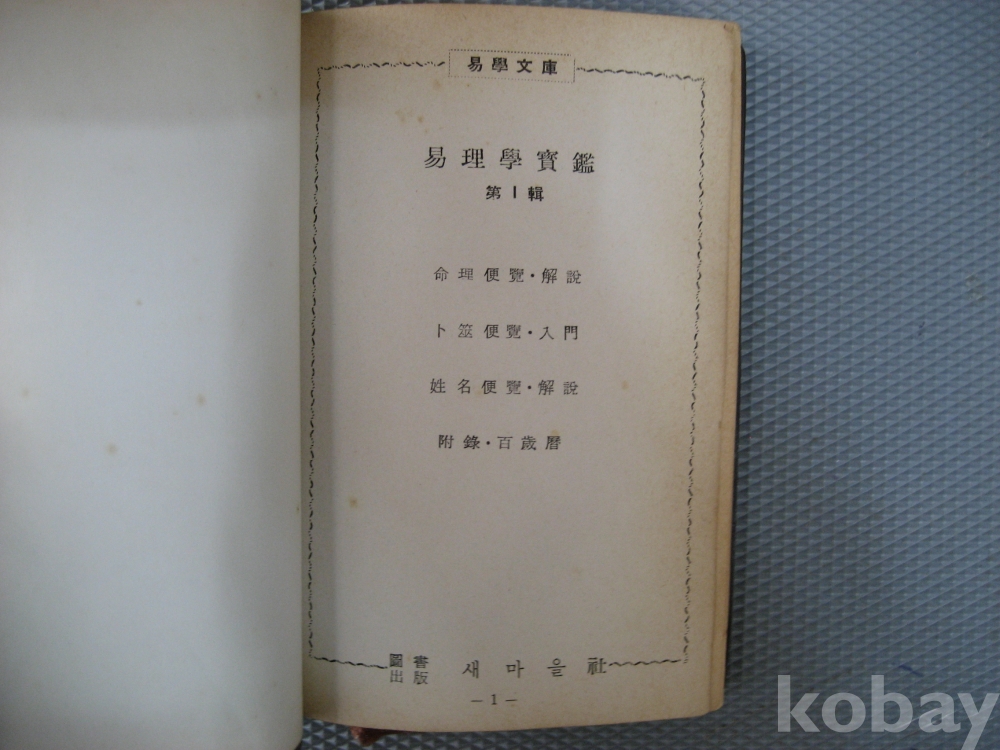 易學文庫
易理學寶鑑
第Ⅰ輯
命理便覽·解說
卜筮便覽·入門
姓名便覽·解說
附錄·百歲曆
圖書出版 새마을社
—1—
kobay